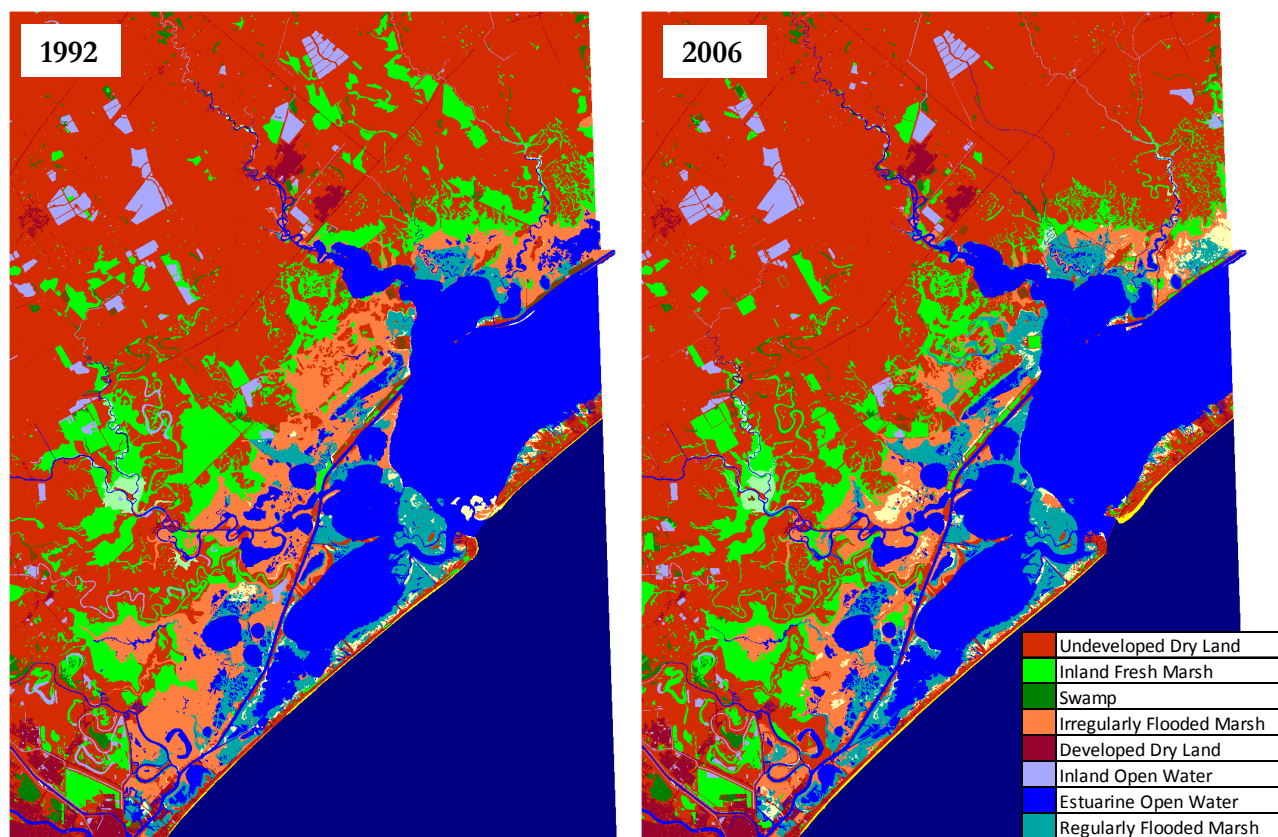 1992
2006
Undeveloped Dry Land
Inland Fresh Marsh
Swamp
Irregularly Flooded Marsh
Developed Dry Land
Inland Open Water
Estuarine Open Water
Regularly Flooded Marsh